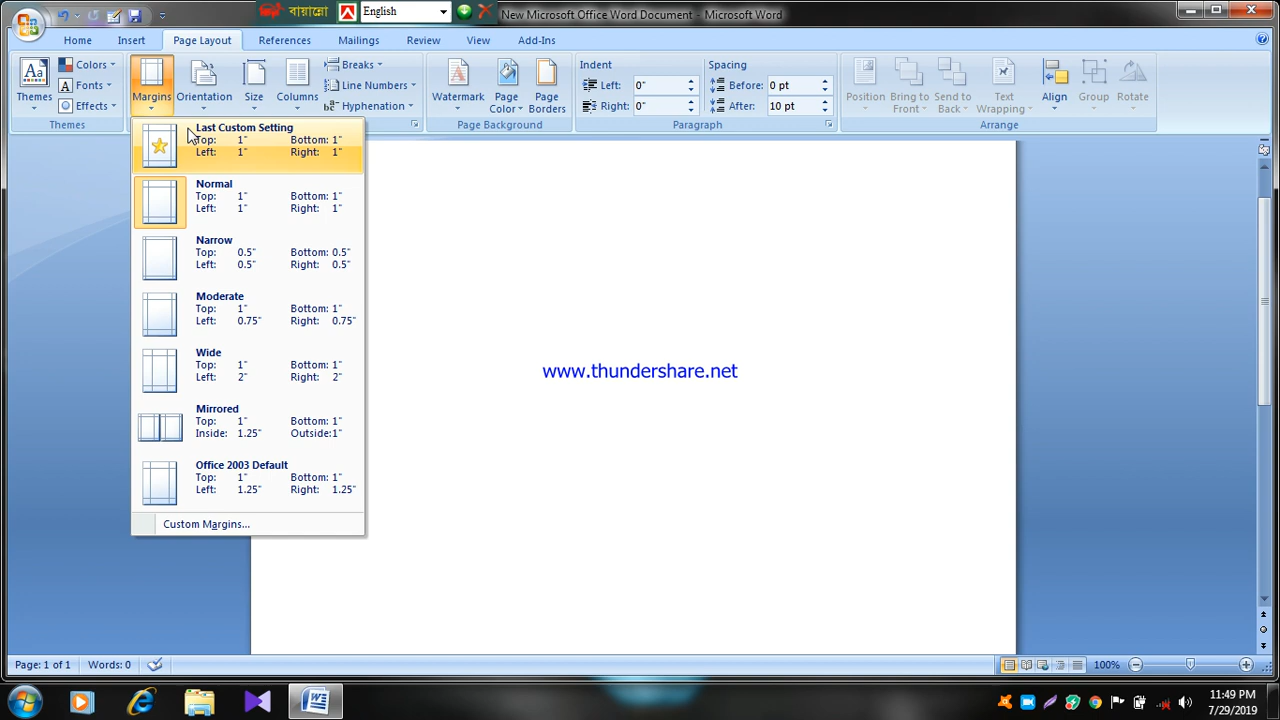 বায়ান্নো English New Microsoft Office Word Document - Microsoft Word
Home Insert Page Layout References Mailings Review View Add-Ins
Themes Colors Fonts Effects Margins Orientation Size Columns Breaks Line Numbers Hyphenation Watermark Page Color Page Borders
Indent Left: 0" Right: 0" Spacing Before: 0 pt After: 10 pt
Position Bring to Front Send to Back Text Wrapping Align Group Rotate
Themes Page Background Paragraph Arrange
Last Custom Setting
Top: 1" Bottom: 1"
Left: 1" Right: 1"
Normal
Top: 1" Bottom: 1"
Left: 1" Right: 1"
Narrow
Top: 0.5" Bottom: 0.5"
Left: 0.5" Right: 0.5"
Moderate
Top: 1" Bottom: 1"
Left: 0.75" Right: 0.75"
Wide
Top: 1" Bottom: 1"
Left: 2" Right: 2"
Mirrored
Top: 1" Bottom: 1"
Inside: 1.25" Outside: 1"
Office 2003 Default
Top: 1" Bottom: 1"
Left: 1.25" Right: 1.25"
Custom Margins...
www.thundershare.net
Page: 1 of 1 Words: 0 100%
11:49 PM
7/29/2019